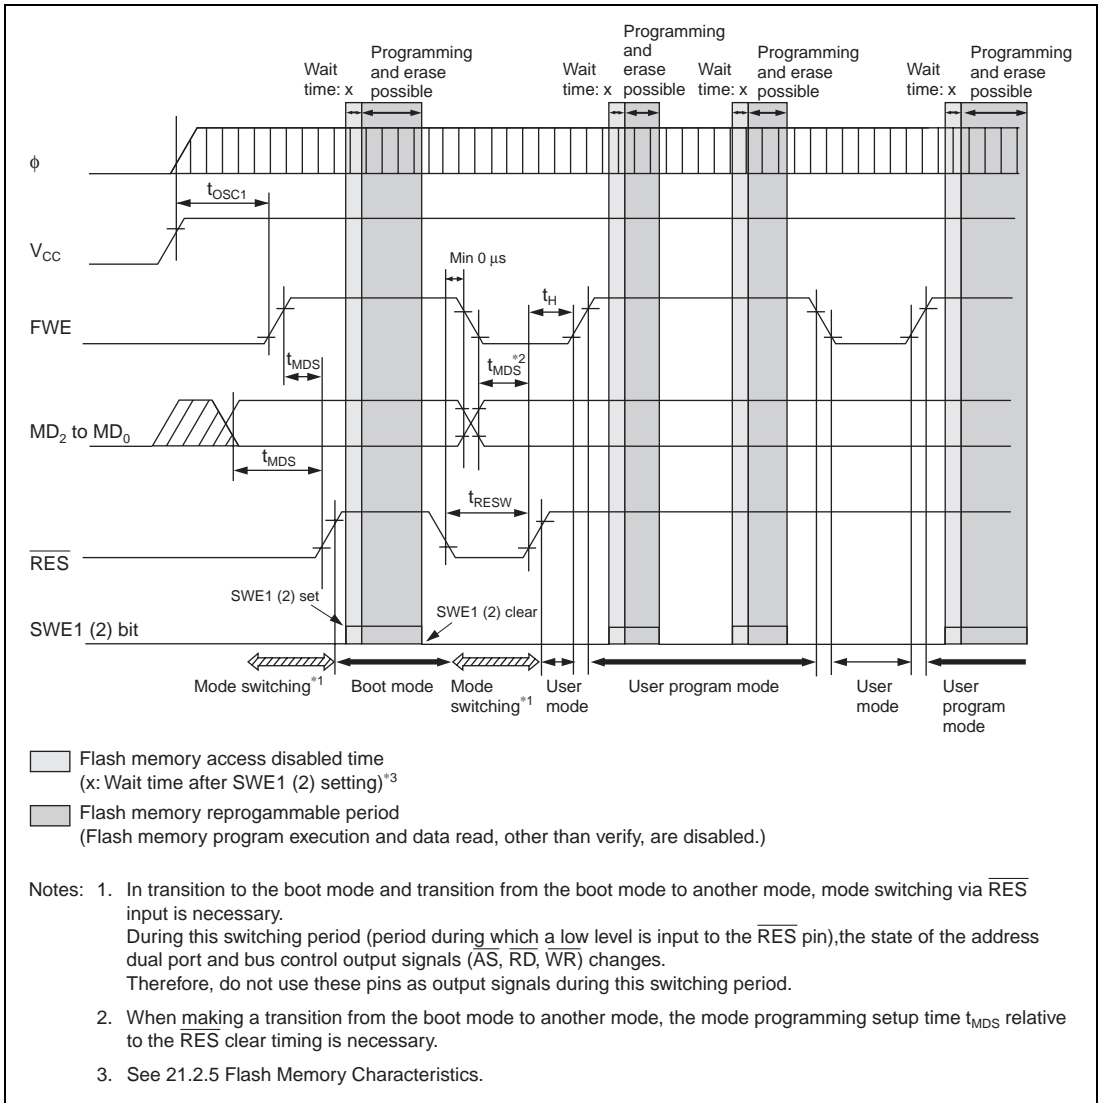 Wait
time: x
Programming
and erase
possible
Wait
time: x
Programming
and
erase
possible
Wait
time: x
Programming
and erase
possible
Wait
time: x
Programming
and erase
possible
ϕ
tOSC1
VCC
Min 0 µs
tH
FWE
tMDS
tMDS*2
MD2 to MD0
tMDS
tRESW
RES
SWE1 (2) set
SWE1 (2) clear
SWE1 (2) bit
Mode switching*1
Boot mode
Mode
switching*1
User
mode
User program mode
User
mode
User
program
mode
Flash memory access disabled time
(x: Wait time after SWE1 (2) setting)*3
Flash memory reprogammable period
(Flash memory program execution and data read, other than verify, are disabled.)
Notes: 1. In transition to the boot mode and transition from the boot mode to another mode, mode switching via RES
input is necessary.
During this switching period (period during which a low level is input to the RES pin),the state of the address
dual port and bus control output signals (AS, RD, WR) changes.
Therefore, do not use these pins as output signals during this switching period.
2. When making a transition from the boot mode to another mode, the mode programming setup time tMDS relative
to the RES clear timing is necessary.
3. See 21.2.5 Flash Memory Characteristics.